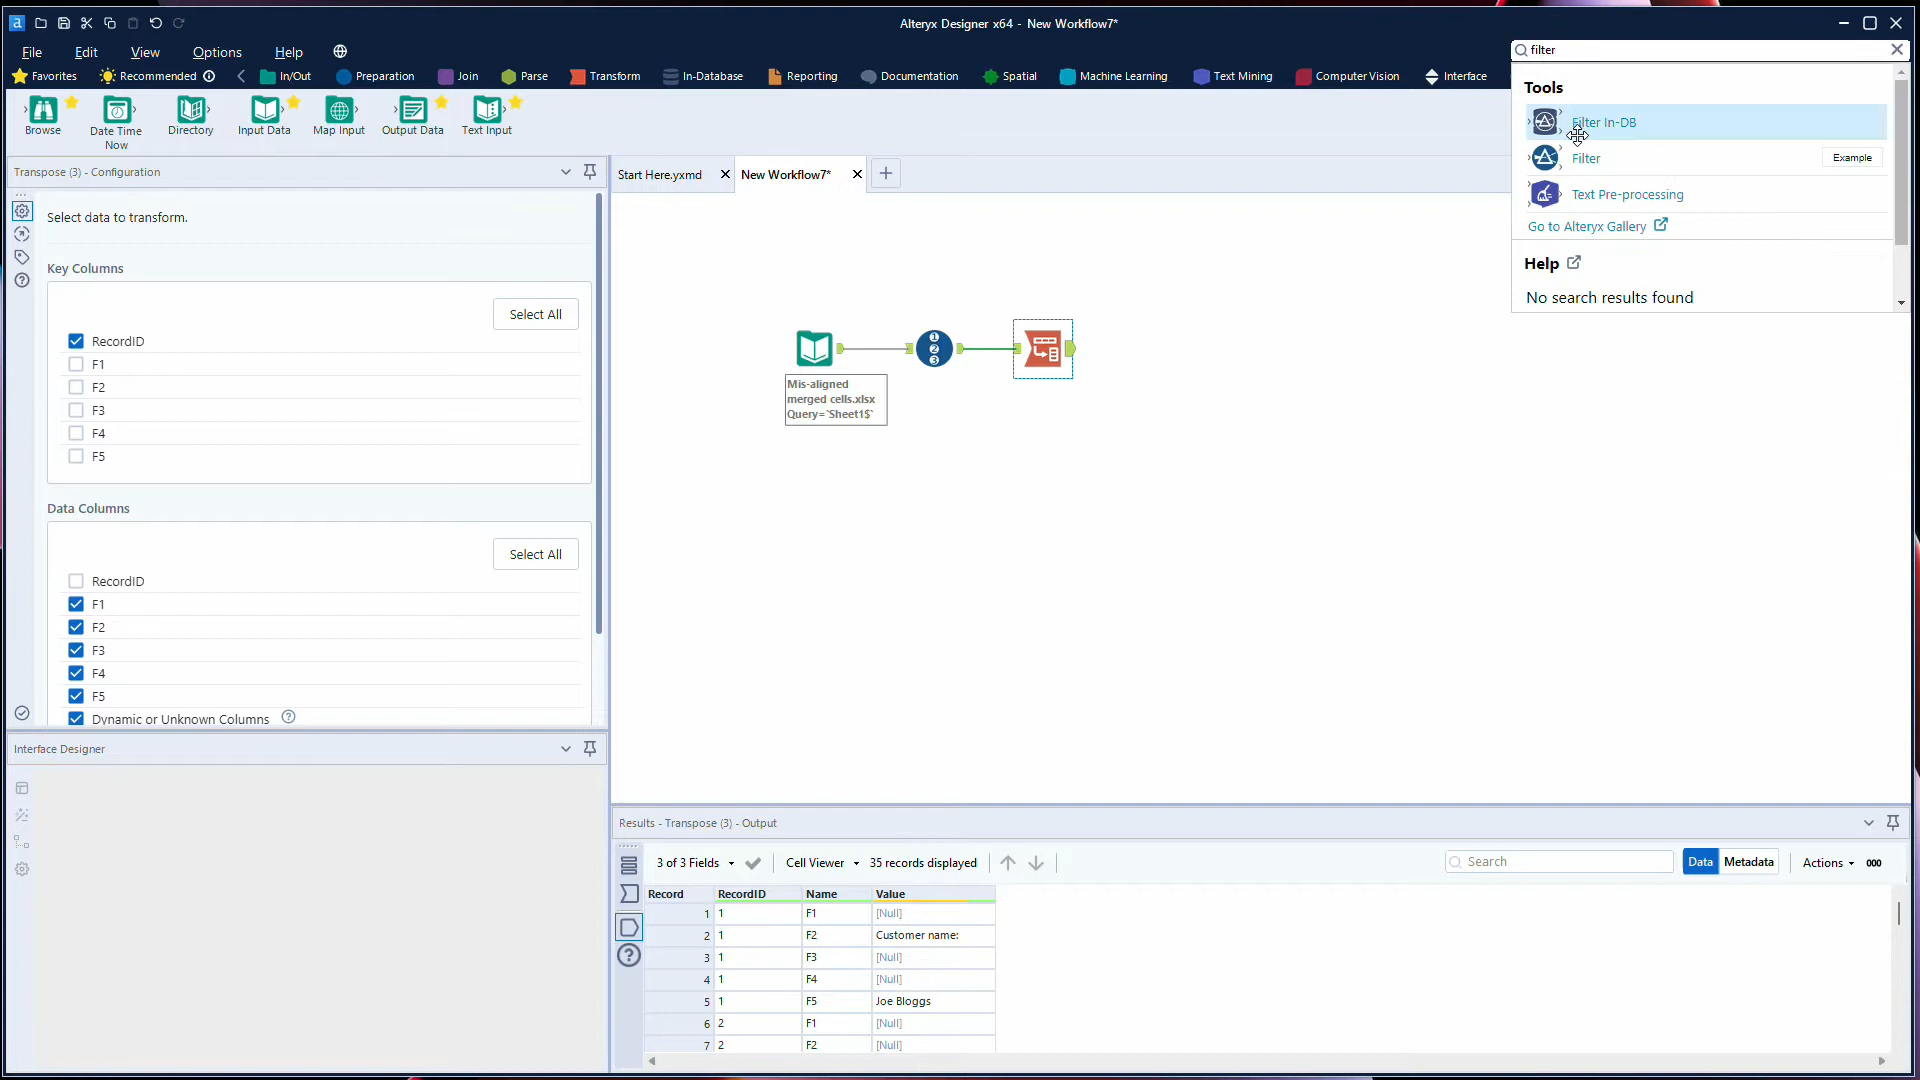 Alteryx Designer x64 - New Workflow7*
File Edit View Options Help
filter
Favorites Recommended In/Out Preparation Join Parse Transform In-Database Reporting Documentation Spatial Machine Learning Text Mining Computer Vision Interface
Tools
Browse Date Time Now Directory Input Data Map Input Output Data Text Input
Filter In-DB
Filter Example
Text Pre-processing
Go to Alteryx Gallery
Help
No search results found
Transpose (3) - Configuration
Start Here.yxmd New Workflow7*
Select data to transform.
Key Columns
Select All
RecordID
F1
F2
F3
F4
F5
Data Columns
Select All
RecordID
F1
F2
F3
F4
F5
Dynamic or Unknown Columns
1
2
3
Mis-aligned
merged cells.xlsx
Query=`Sheet1$`
Interface Designer
Results - Transpose (3) - Output
3 of 3 Fields Cell Viewer 35 records displayed Search Data Metadata Actions 000
Record RecordID Name Value
1 1 F1 [Null]
2 1 F2 Customer name:
3 1 F3 [Null]
4 1 F4 [Null]
5 1 F5 Joe Bloggs
6 2 F1 [Null]
7 2 F2 [Null]